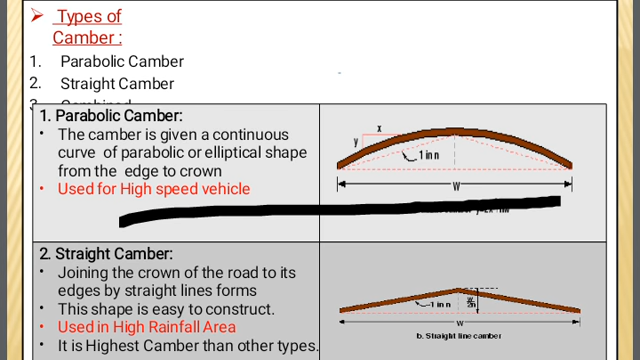 Types of
Camber :
1. Parabolic Camber
2. Straight Camber
3. Combined
1. Parabolic Camber:
• The camber is given a continuous
curve of parabolic or elliptical shape
from the edge to crown
• Used for High speed vehicle
x
y
1 in n
W
2. Straight Camber:
• Joining the crown of the road to its
edges by straight lines forms
• This shape is easy to construct.
• Used in High Rainfall Area
• It is Highest Camber than other types.
1 in n
W
2n
W
b. Straight line camber